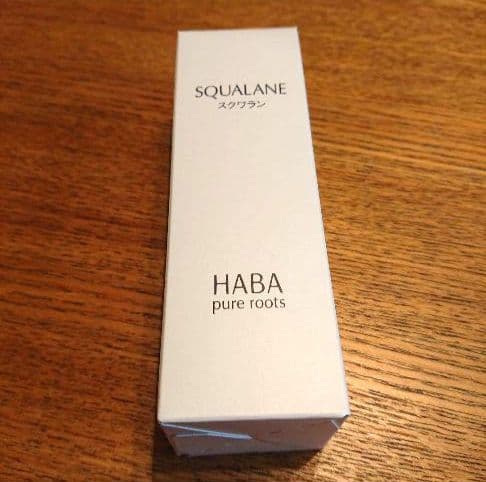 SQUALANE
スクワラン
HABA
pure roots